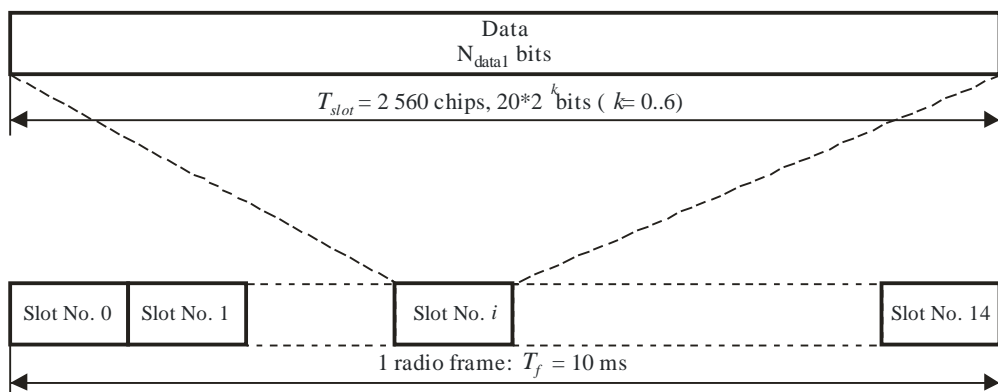 Data
N_data1 bits
T_slot = 2 560 chips, 20*2^k bits ( k= 0..6)
Slot No. 0 Slot No. 1 Slot No. i Slot No. 14
1 radio frame: T_f = 10 ms